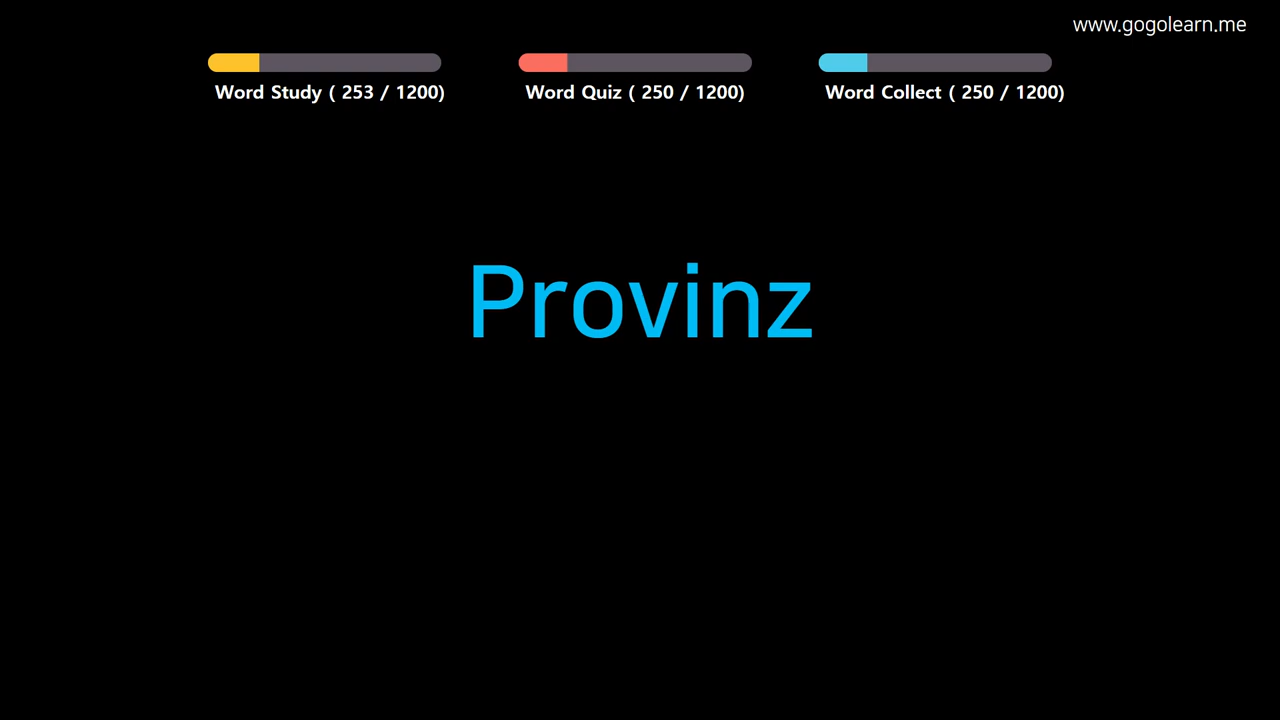 www.gogolearn.me
Word Study ( 253 / 1200)
Word Quiz ( 250 / 1200)
Word Collect ( 250 / 1200)
Provinz